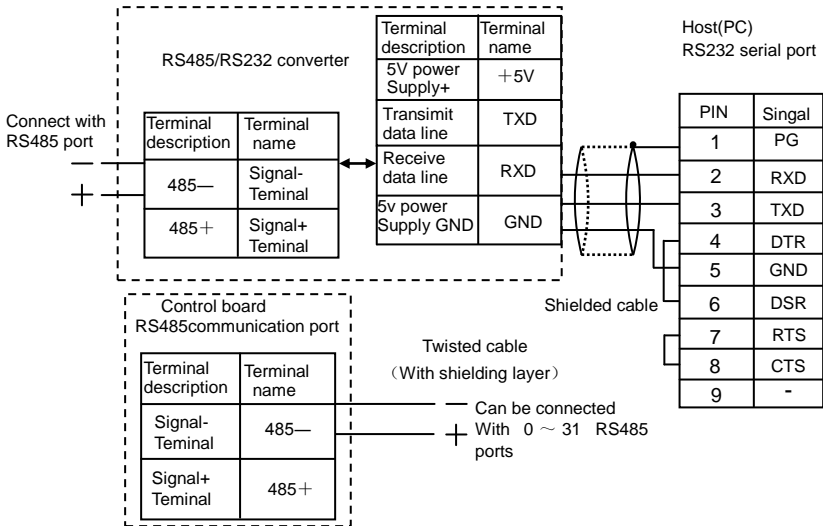 RS485/RS232 converter
Terminal description
Terminal name
5V power Supply+
+5V
Transimit data line
TXD
Receive data line
RXD
5v power Supply GND
GND
Connect with
RS485 port
—
+
Terminal description
Terminal name
485—
Signal- Teminal
485+
Signal+ Teminal
Host(PC)
RS232 serial port
PIN
Singal
1
PG
2
RXD
3
TXD
4
DTR
5
GND
6
DSR
7
RTS
8
CTS
9
-
Shielded cable
Control board
RS485communication port
Terminal description
Terminal name
Signal- Teminal
485—
Signal+ Teminal
485+
Twisted cable
(With shielding layer)
— Can be connected
+ With 0 ~ 31 RS485
ports